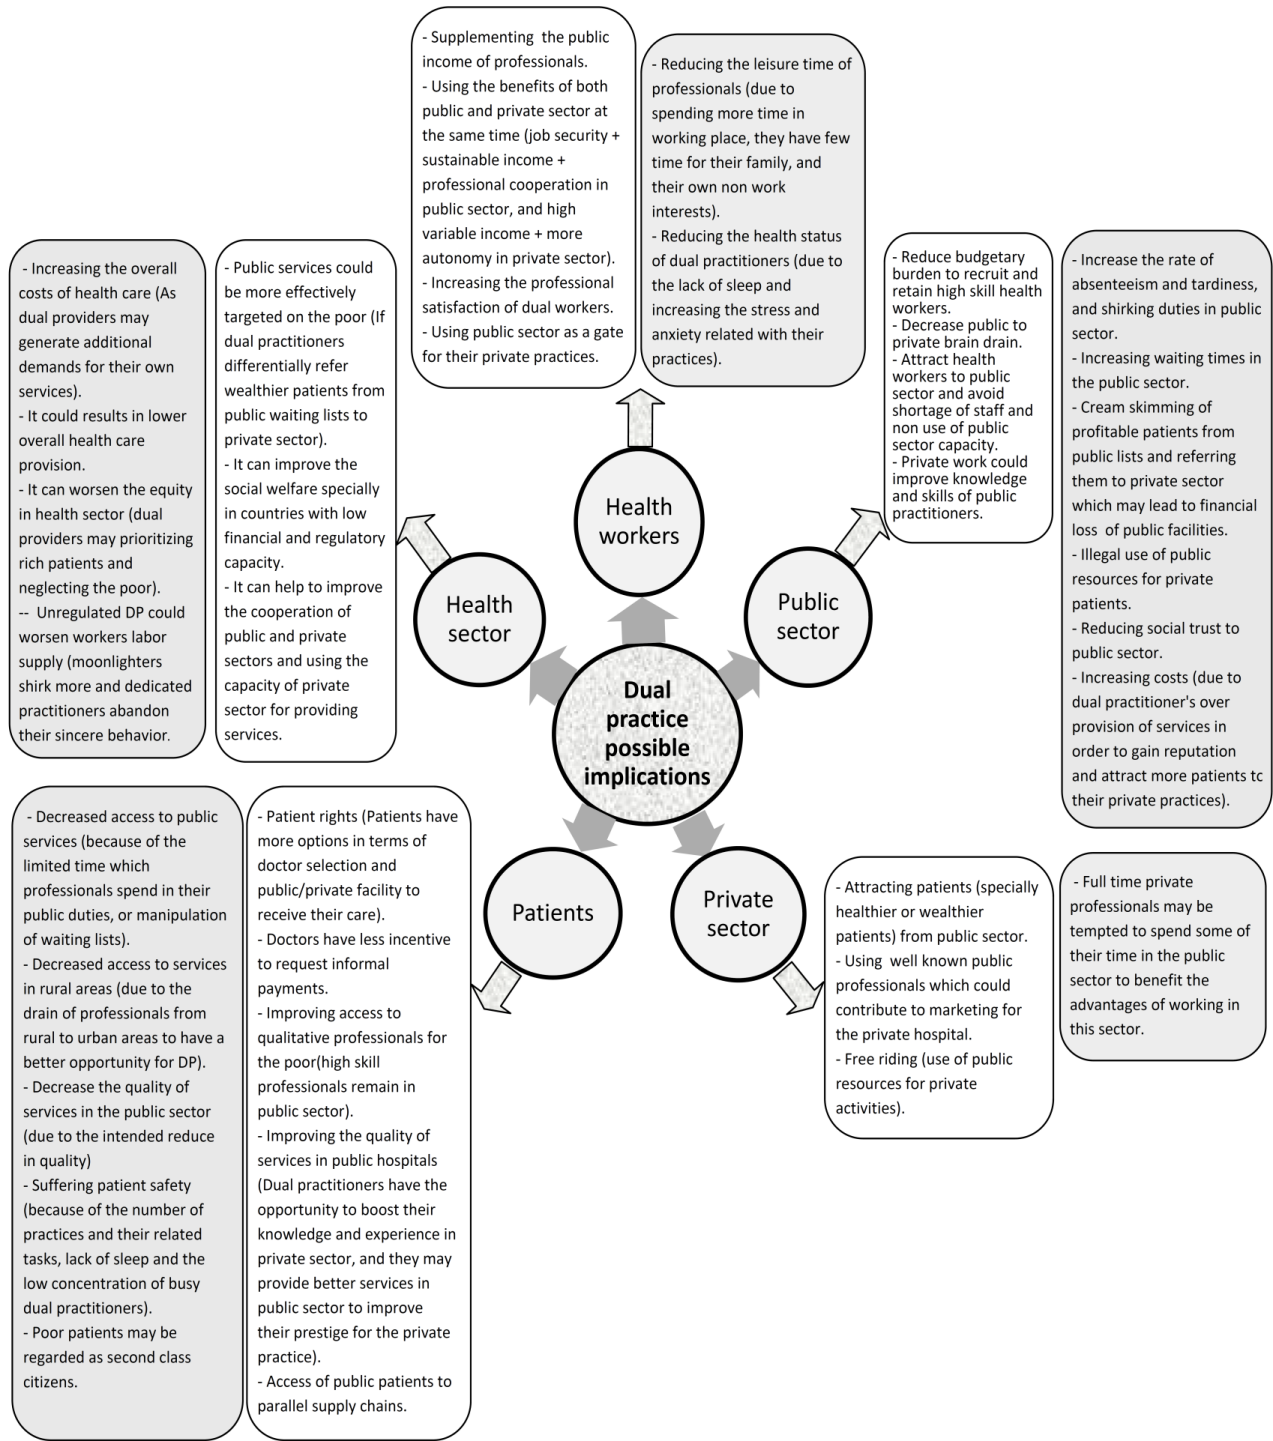 - Supplementing the public
income of professionals.
- Using the benefits of both
public and private sector at
the same time (job security +
sustainable income +
professional cooperation in
public sector, and high
variable income + more
autonomy in private sector).
- Increasing the professional
satisfaction of dual workers.
- Using public sector as a gate
for their private practices.
- Reducing the leisure time of
professionals (due to
spending more time in
working place, they have few
time for their family, and
their own non work
interests).
- Reducing the health status
of dual practitioners (due to
the lack of sleep and
increasing the stress and
anxiety related with their
practices).
- Increasing the overall
costs of health care (As
dual providers may
generate additional
demands for their own
services).
- It could results in lower
overall health care
provision.
- It can worsen the equity
in health sector (dual
providers may prioritizing
rich patients and
neglecting the poor).
-- Unregulated DP could
worsen workers labor
supply (moonlighters
shirk more and dedicated
practitioners abandon
their sincere behavior.
- Public services could
be more effectively
targeted on the poor (If
dual practitioners
differentially refer
wealthier patients from
public waiting lists to
private sector).
- It can improve the
social welfare specially
in countries with low
financial and regulatory
capacity.
- It can help to improve
the cooperation of
public and private
sectors and using the
capacity of private
sector for providing
services.
- Reduce budgetary
burden to recruit and
retain high skill health
workers.
- Decrease public to
private brain drain.
- Attract health
workers to public
sector and avoid
shortage of staff and
non use of public
sector capacity.
- Private work could
improve knowledge
and skills of public
practitioners.
- Increase the rate of
absenteeism and tardiness,
and shirking duties in public
sector.
- Increasing waiting times in
the public sector.
- Cream skimming of
profitable patients from
public lists and referring
them to private sector
which may lead to financial
loss of public facilities.
- Illegal use of public
resources for private
patients.
- Reducing social trust to
public sector.
- Increasing costs (due to
dual practitioner's over
provision of services in
order to gain reputation
and attract more patients tc
their private practices).
Health
workers
Health
sector
Public
sector
Dual
practice
possible
implications
Patients
Private
sector
- Decreased access to public
services (because of the
limited time which
professionals spend in their
public duties, or manipulation
of waiting lists).
- Decreased access to services
in rural areas (due to the
drain of professionals from
rural to urban areas to have a
better opportunity for DP).
- Decrease the quality of
services in the public sector
(due to the intended reduce
in quality)
- Suffering patient safety
(because of the number of
practices and their related
tasks, lack of sleep and the
low concentration of busy
dual practitioners).
- Poor patients may be
regarded as second class
citizens.
- Patient rights (Patients have
more options in terms of
doctor selection and
public/private facility to
receive their care).
- Doctors have less incentive
to request informal
payments.
- Improving access to
qualitative professionals for
the poor(high skill
professionals remain in
public sector).
- Improving the quality of
services in public hospitals
(Dual practitioners have the
opportunity to boost their
knowledge and experience in
private sector, and they may
provide better services in
public sector to improve
their prestige for the private
practice).
- Access of public patients to
parallel supply chains.
- Attracting patients (specially
healthier or wealthier
patients) from public sector.
- Using well known public
professionals which could
contribute to marketing for
the private hospital.
- Free riding (use of public
resources for private
activities).
- Full time private
professionals may be
tempted to spend some of
their time in the public
sector to benefit the
advantages of working in
this sector.